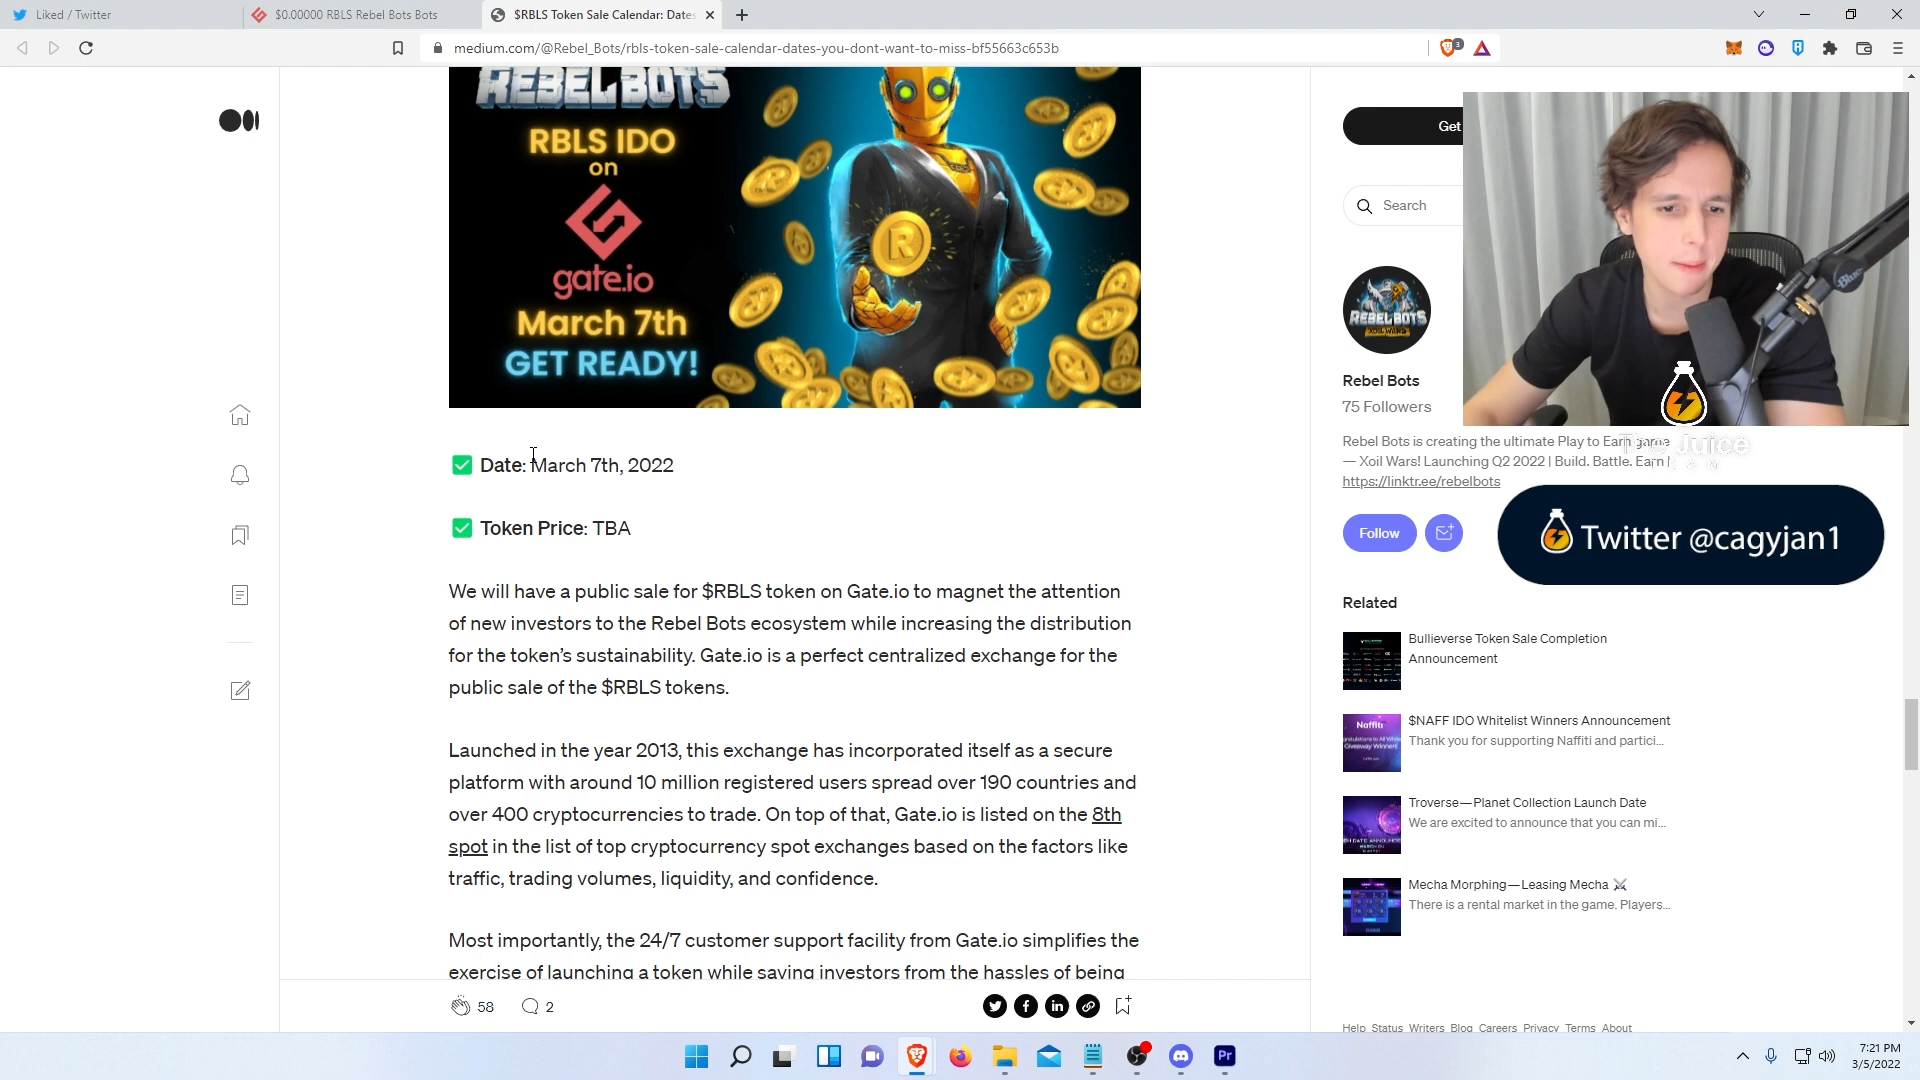 Liked / Twitter
$0.00000 RBLS Rebel Bots Bots
$RBLS Token Sale Calendar: Dates
medium.com/@Rebel_Bots/rbls-token-sale-calendar-dates-you-dont-want-to-miss-bf55663c653b
3
REBEL BOTS
RBLS IDO
on
gate.io
March 7th
GET READY!
R
Date: March 7th, 2022
Token Price: TBA
We will have a public sale for $RBLS token on Gate.io to magnet the attention
of new investors to the Rebel Bots ecosystem while increasing the distribution
for the token’s sustainability. Gate.io is a perfect centralized exchange for the
public sale of the $RBLS tokens.
Launched in the year 2013, this exchange has incorporated itself as a secure
platform with around 10 million registered users spread over 190 countries and
over 400 cryptocurrencies to trade. On top of that, Gate.io is listed on the 8th
spot in the list of top cryptocurrency spot exchanges based on the factors like
traffic, trading volumes, liquidity, and confidence.
Most importantly, the 24/7 customer support facility from Gate.io simplifies the
exercise of launching a token while saving investors from the hassles of being
58
2
Get
Search
REBEL BOTS
XOIL WARS
Rebel Bots
75 Followers
Rebel Bots is creating the ultimate Play to Earn game
— Xoil Wars! Launching Q2 2022 | Build. Battle. Earn |
https://linktr.ee/rebelbots
The Juice
Follow
Twitter @cagyjan1
Related
Bullieverse Token Sale Completion
Announcement
$NAFF IDO Whitelist Winners Announcement
Thank you for supporting Naffiti and partici...
Naffiti
Troverse—Planet Collection Launch Date
We are excited to announce that you can mi...
Mecha Morphing—Leasing Mecha ⚔
There is a rental market in the game. Players...
Help Status Writers Blog Careers Privacy Terms About
Pr
7:21 PM
3/5/2022